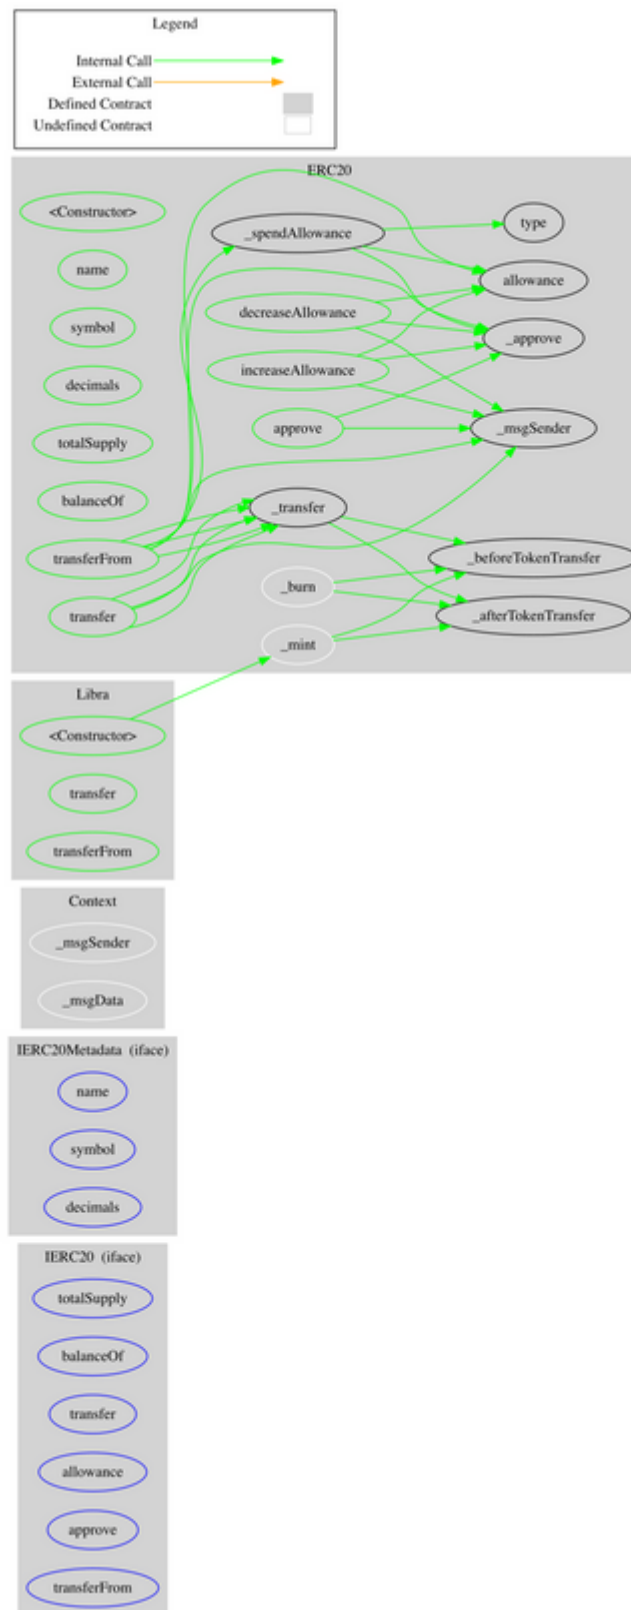 Legend
Internal Call
External Call
Defined Contract
Undefined Contract
ERC20
<Constructor>
name
symbol
decimals
totalSupply
balanceOf
transferFrom
transfer
_spendAllowance
decreaseAllowance
increaseAllowance
approve
_transfer
_burn
_mint
type
allowance
_approve
_msgSender
_beforeTokenTransfer
_afterTokenTransfer
Libra
<Constructor>
transfer
transferFrom
Context
_msgSender
_msgData
IERC20Metadata (iface)
name
symbol
decimals
IERC20 (iface)
totalSupply
balanceOf
transfer
allowance
approve
transferFrom